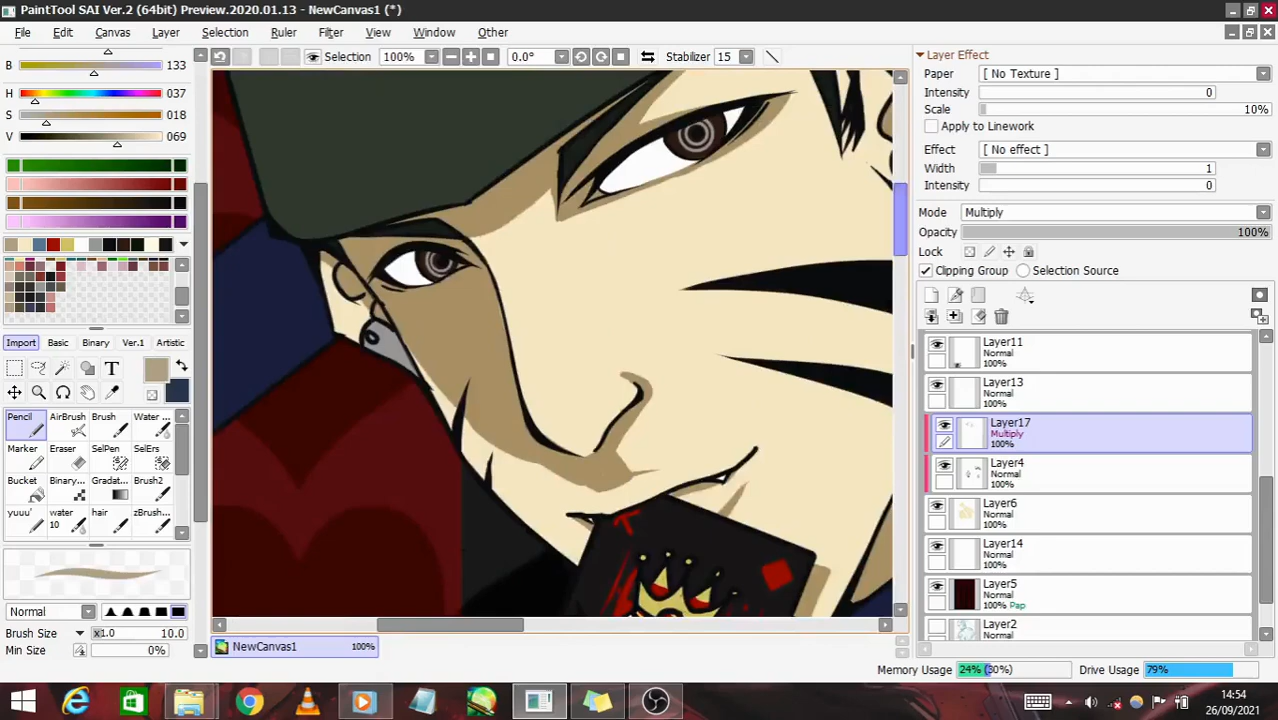 PaintTool SAI Ver.2 (64bit) Preview.2020.01.13 - NewCanvas1 (*)
File Edit Canvas Layer Selection Ruler Filter View Window Other
Selection 100% 0.0° Stabilizer 15
B 133
H 037
S 018
V 069
Import Basic Binary Ver.1 Artistic
T
Pencil AirBrush Brush Water ..
Marker Eraser SelPen SelErs
Bucket Binary.. Gradat.. Brush2
yuuu' water 10 hair zBrush..
Normal
Brush Size x1.0 10.0
Min Size 0%
T
NewCanvas1 100%
Layer Effect
Paper [ No Texture ]
Intensity 0
Scale 10%
Apply to Linework
Effect [ No effect ]
Width 1
Intensity 0
Mode Multiply
Opacity 100%
Lock
Clipping Group Selection Source
Layer11
Normal
100%
Layer13
Normal
100%
Layer17
Multiply
100%
Layer4
Normal
100%
Layer6
Normal
100%
Layer14
Normal
100%
Layer5
Normal
100% Pap
Layer2
Normal
Memory Usage 24% (30%) Drive Usage 79%
14:54
26/09/2021